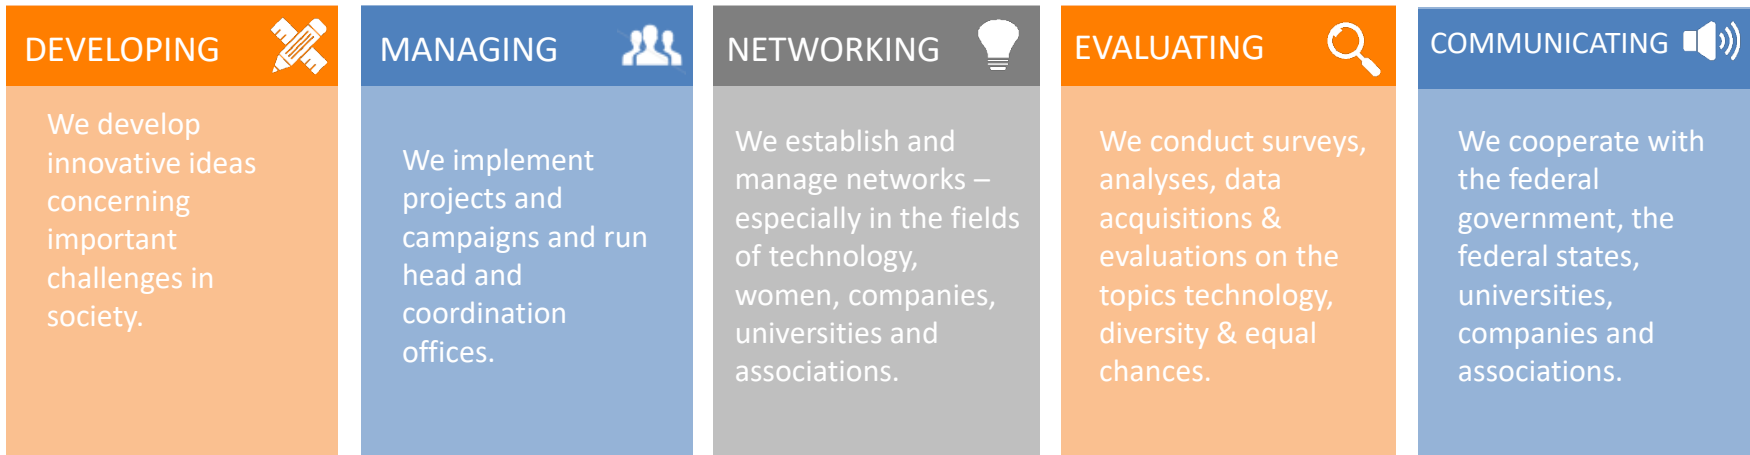 DEVELOPING
We develop
innovative ideas
concerning
important
challenges in
society.
MANAGING
We implement
projects and
campaigns and run
head and
coordination
offices.
NETWORKING
We establish and
manage networks –
especially in the fields
of technology,
women, companies,
universities and
associations.
EVALUATING
We conduct surveys,
analyses, data
acquisitions &
evaluations on the
topics technology,
diversity & equal
chances.
COMMUNICATING
We cooperate with
the federal
government, the
federal states,
universities,
companies and
associations.